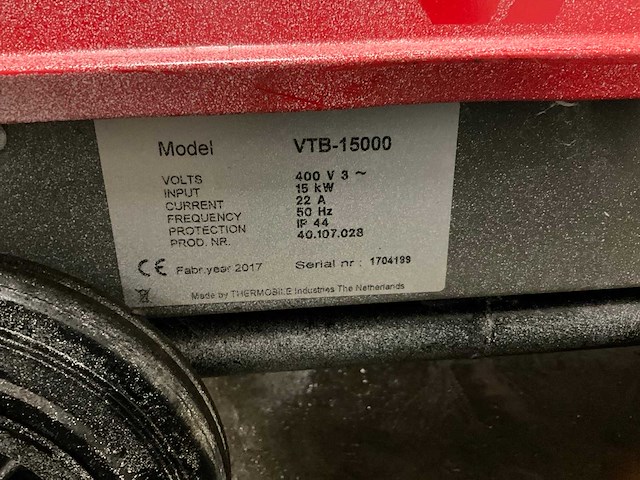 Model VTB-15000
VOLTS 400 V 3 ~
INPUT 15 kW
CURRENT 22 A
FREQUENCY 50 Hz
PROTECTION IP 44
PROD. NR. 40.107.028
CE Fabr.year 2017 Serial nr : 1704199
Made by THERMOBILE Industries The Netherlands